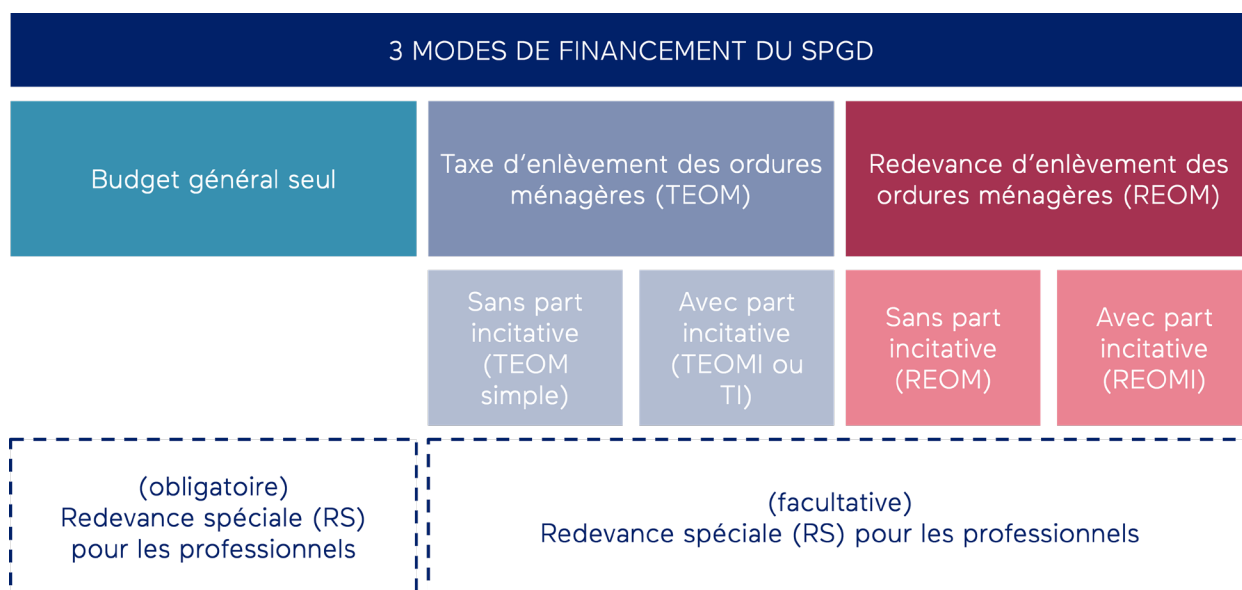 3 MODES DE FINANCEMENT DU SPGD
Budget général seul
Taxe d'enlèvement des ordures
ménagères (TEOM)
Redevance d'enlèvement des
ordures ménagères (REOM)
Sans part
incitative
(TEOM
simple)
Avec part
incitative
(TEOMI ou
TI)
Sans part
incitative
(REOM)
Avec part
incitative
(REOMI)
(obligatoire)
Redevance spéciale (RS)
pour les professionnels
(facultative)
Redevance spéciale (RS) pour les professionnels